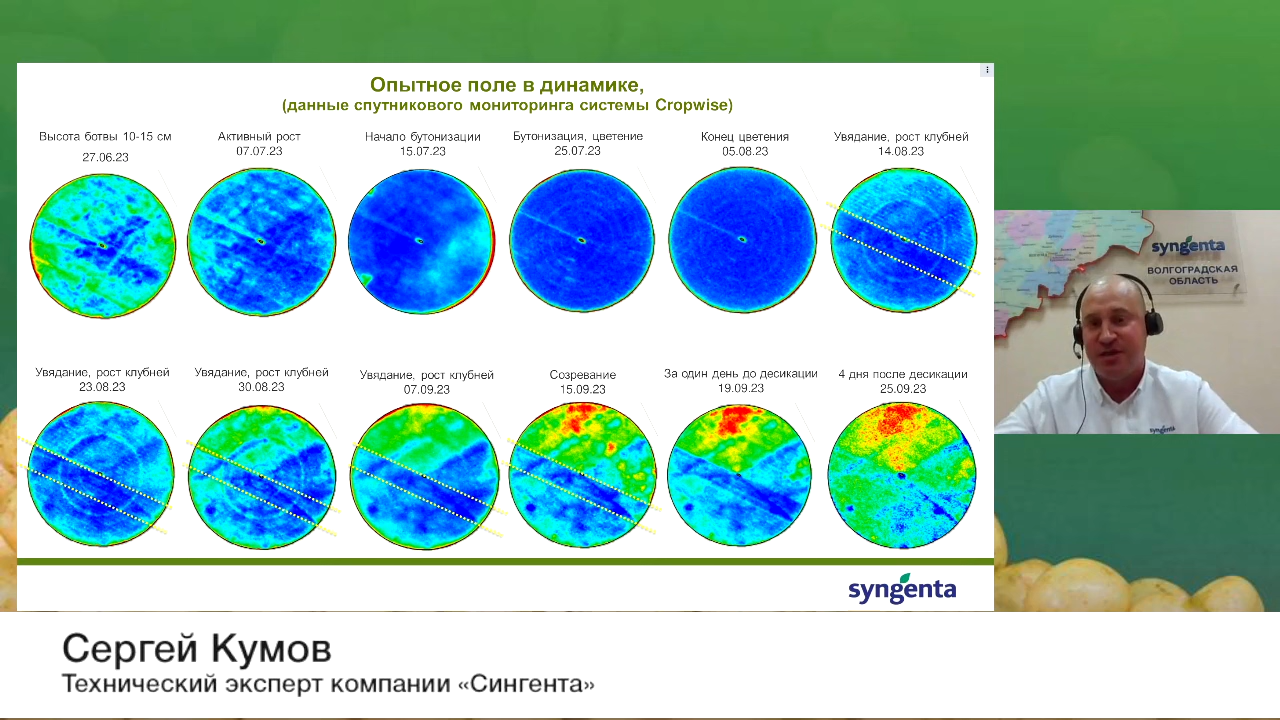 Опытное поле в динамике,
(данные спутникового мониторинга системы Cropwise)
Высота ботвы 10-15 см
27.06.23
Активный рост
07.07.23
Начало бутонизации
15.07.23
Бутонизация, цветение
25.07.23
Конец цветения
05.08.23
Увядание, рост клубней
14.08.23
Увядание, рост клубней
23.08.23
Увядание, рост клубней
30.08.23
Увядание, рост клубней
07.09.23
Созревание
15.09.23
За один день до десикации
19.09.23
4 дня после десикации
25.09.23
syngenta
syngenta
ВОЛГОГРАДСКАЯ
ОБЛАСТЬ
syngenta
Сергей Кумов
Технический эксперт компании «Сингента»